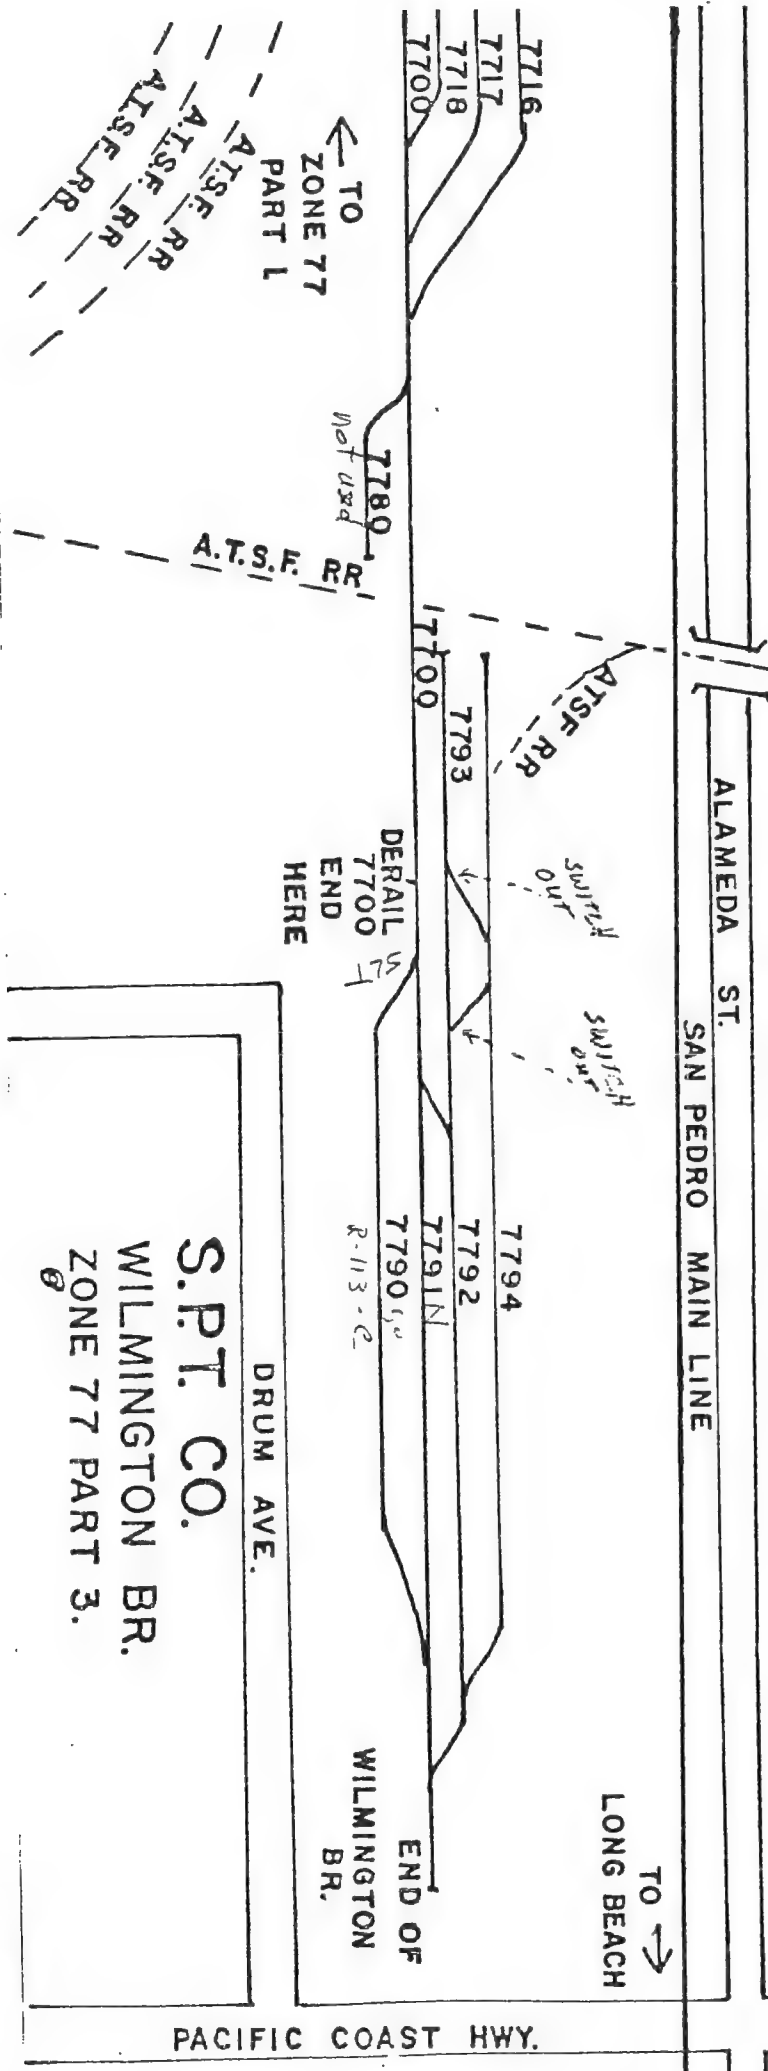 7716
7717
7718
7700
← TO
ZONE 77
PART 1
A.T.S.F. RR
A.T.S.F. RR
A.T.S.F. RR
7780
not used
A.T.S.F. RR
ATSF RR
7700
7793
SWITCH
OUT
SWITCH
OUT
DERAIL
7700
END
HERE
ALAMEDA ST.
SAN PEDRO MAIN LINE
7794
7792
7791 N
7790
R-113-C
TO →
LONG BEACH
END OF
WILMINGTON
BR.
DRUM AVE.
S.P.T. CO.
WILMINGTON BR.
ZONE 77 PART 3.
PACIFIC COAST HWY.